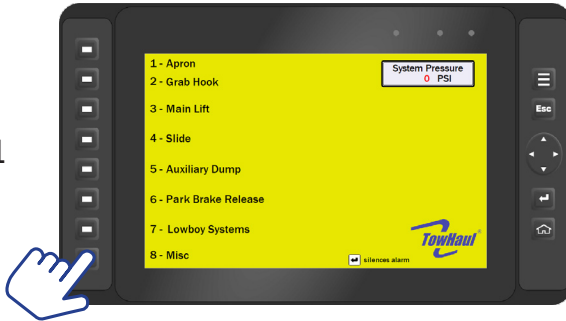 1
1 - Apron
2 - Grab Hook
3 - Main Lift
4 - Slide
5 - Auxiliary Dump
6 - Park Brake Release
7 - Lowboy Systems
8 - Misc
System Pressure
0 PSI
silences alarm
TowHaul®
Esc